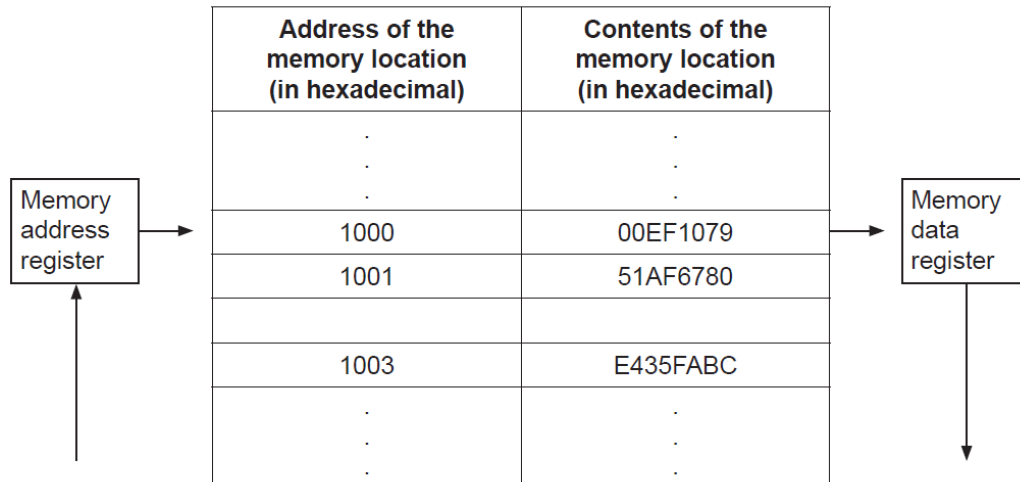 Address of the
memory location
(in hexadecimal)
Contents of the
memory location
(in hexadecimal)
.
.
.
.
.
.
Memory
address
register
1000
00EF1079
Memory
data
register
1001
51AF6780
1003
E435FABC
.
.
.
.
.
.